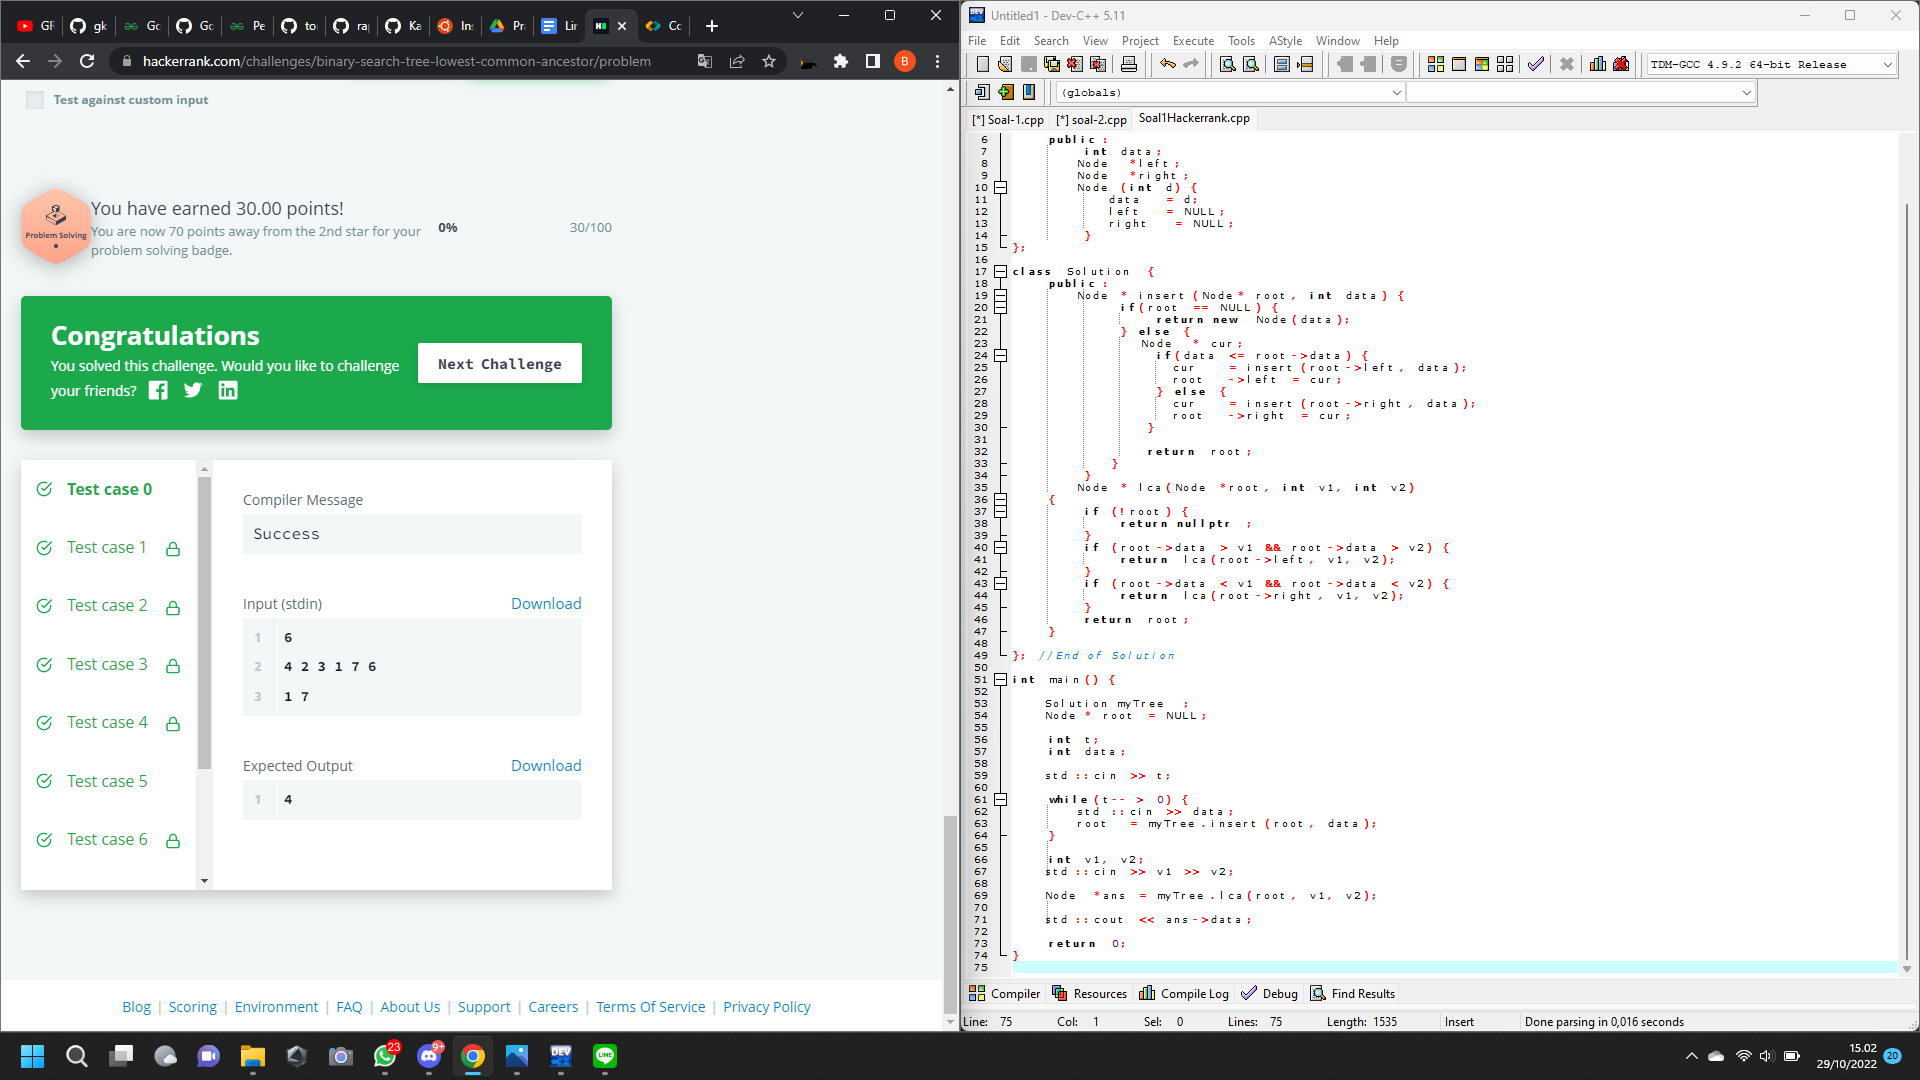 GF
gk
Gc
Gc
Pe
to
raj
Ka
In:
Pr
Lir
Co
hackerrank.com/challenges/binary-search-tree-lowest-common-ancestor/problem
B
Test against custom input
You have earned 30.00 points!
You are now 70 points away from the 2nd star for your problem solving badge.
Problem Solving
0%
30/100
Congratulations
You solved this challenge. Would you like to challenge your friends?
Next Challenge
Test case 0
Test case 1
Test case 2
Test case 3
Test case 4
Test case 5
Test case 6
Compiler Message
Success
Input (stdin)
Download
1 6
2 4 2 3 1 7 6
3 1 7
Expected Output
Download
1 4
Blog | Scoring | Environment | FAQ | About Us | Support | Careers | Terms Of Service | Privacy Policy
Untitled1 - Dev-C++ 5.11
File Edit Search View Project Execute Tools AStyle Window Help
TDM-GCC 4.9.2 64-bit Release
(globals)
[*] Soal-1.cpp [*] soal-2.cpp Soal1Hackerrank.cpp
6 public:
7 int data;
8 Node *left;
9 Node *right;
10 Node(int d) {
11 data = d;
12 left = NULL;
13 right = NULL;
14 }
15 };
16
17 class Solution {
18 public:
19 Node* insert(Node* root, int data) {
20 if(root == NULL) {
21 return new Node(data);
22 } else {
23 Node* cur;
24 if(data <= root->data) {
25 cur = insert(root->left, data);
26 root->left = cur;
27 } else {
28 cur = insert(root->right, data);
29 root->right = cur;
30 }
31
32 return root;
33 }
34 }
35 Node* lca(Node *root, int v1, int v2)
36 {
37 if (!root) {
38 return nullptr;
39 }
40 if (root->data > v1 && root->data > v2) {
41 return lca(root->left, v1, v2);
42 }
43 if (root->data < v1 && root->data < v2) {
44 return lca(root->right, v1, v2);
45 }
46 return root;
47 }
48
49 }; //End of Solution
50
51 int main() {
52
53 Solution myTree;
54 Node* root = NULL;
55
56 int t;
57 int data;
58
59 std::cin >> t;
60
61 while(t-- > 0) {
62 std::cin >> data;
63 root = myTree.insert(root, data);
64 }
65
66 int v1, v2;
67 std::cin >> v1 >> v2;
68
69 Node *ans = myTree.lca(root, v1, v2);
70
71 std::cout << ans->data;
72
73 return 0;
74 }
75
Compiler Resources Compile Log Debug Find Results
Line: 75 Col: 1 Sel: 0 Lines: 75 Length: 1535 Insert Done parsing in 0,016 seconds
23
9+
DEV
LINE
15.02
29/10/2022
20